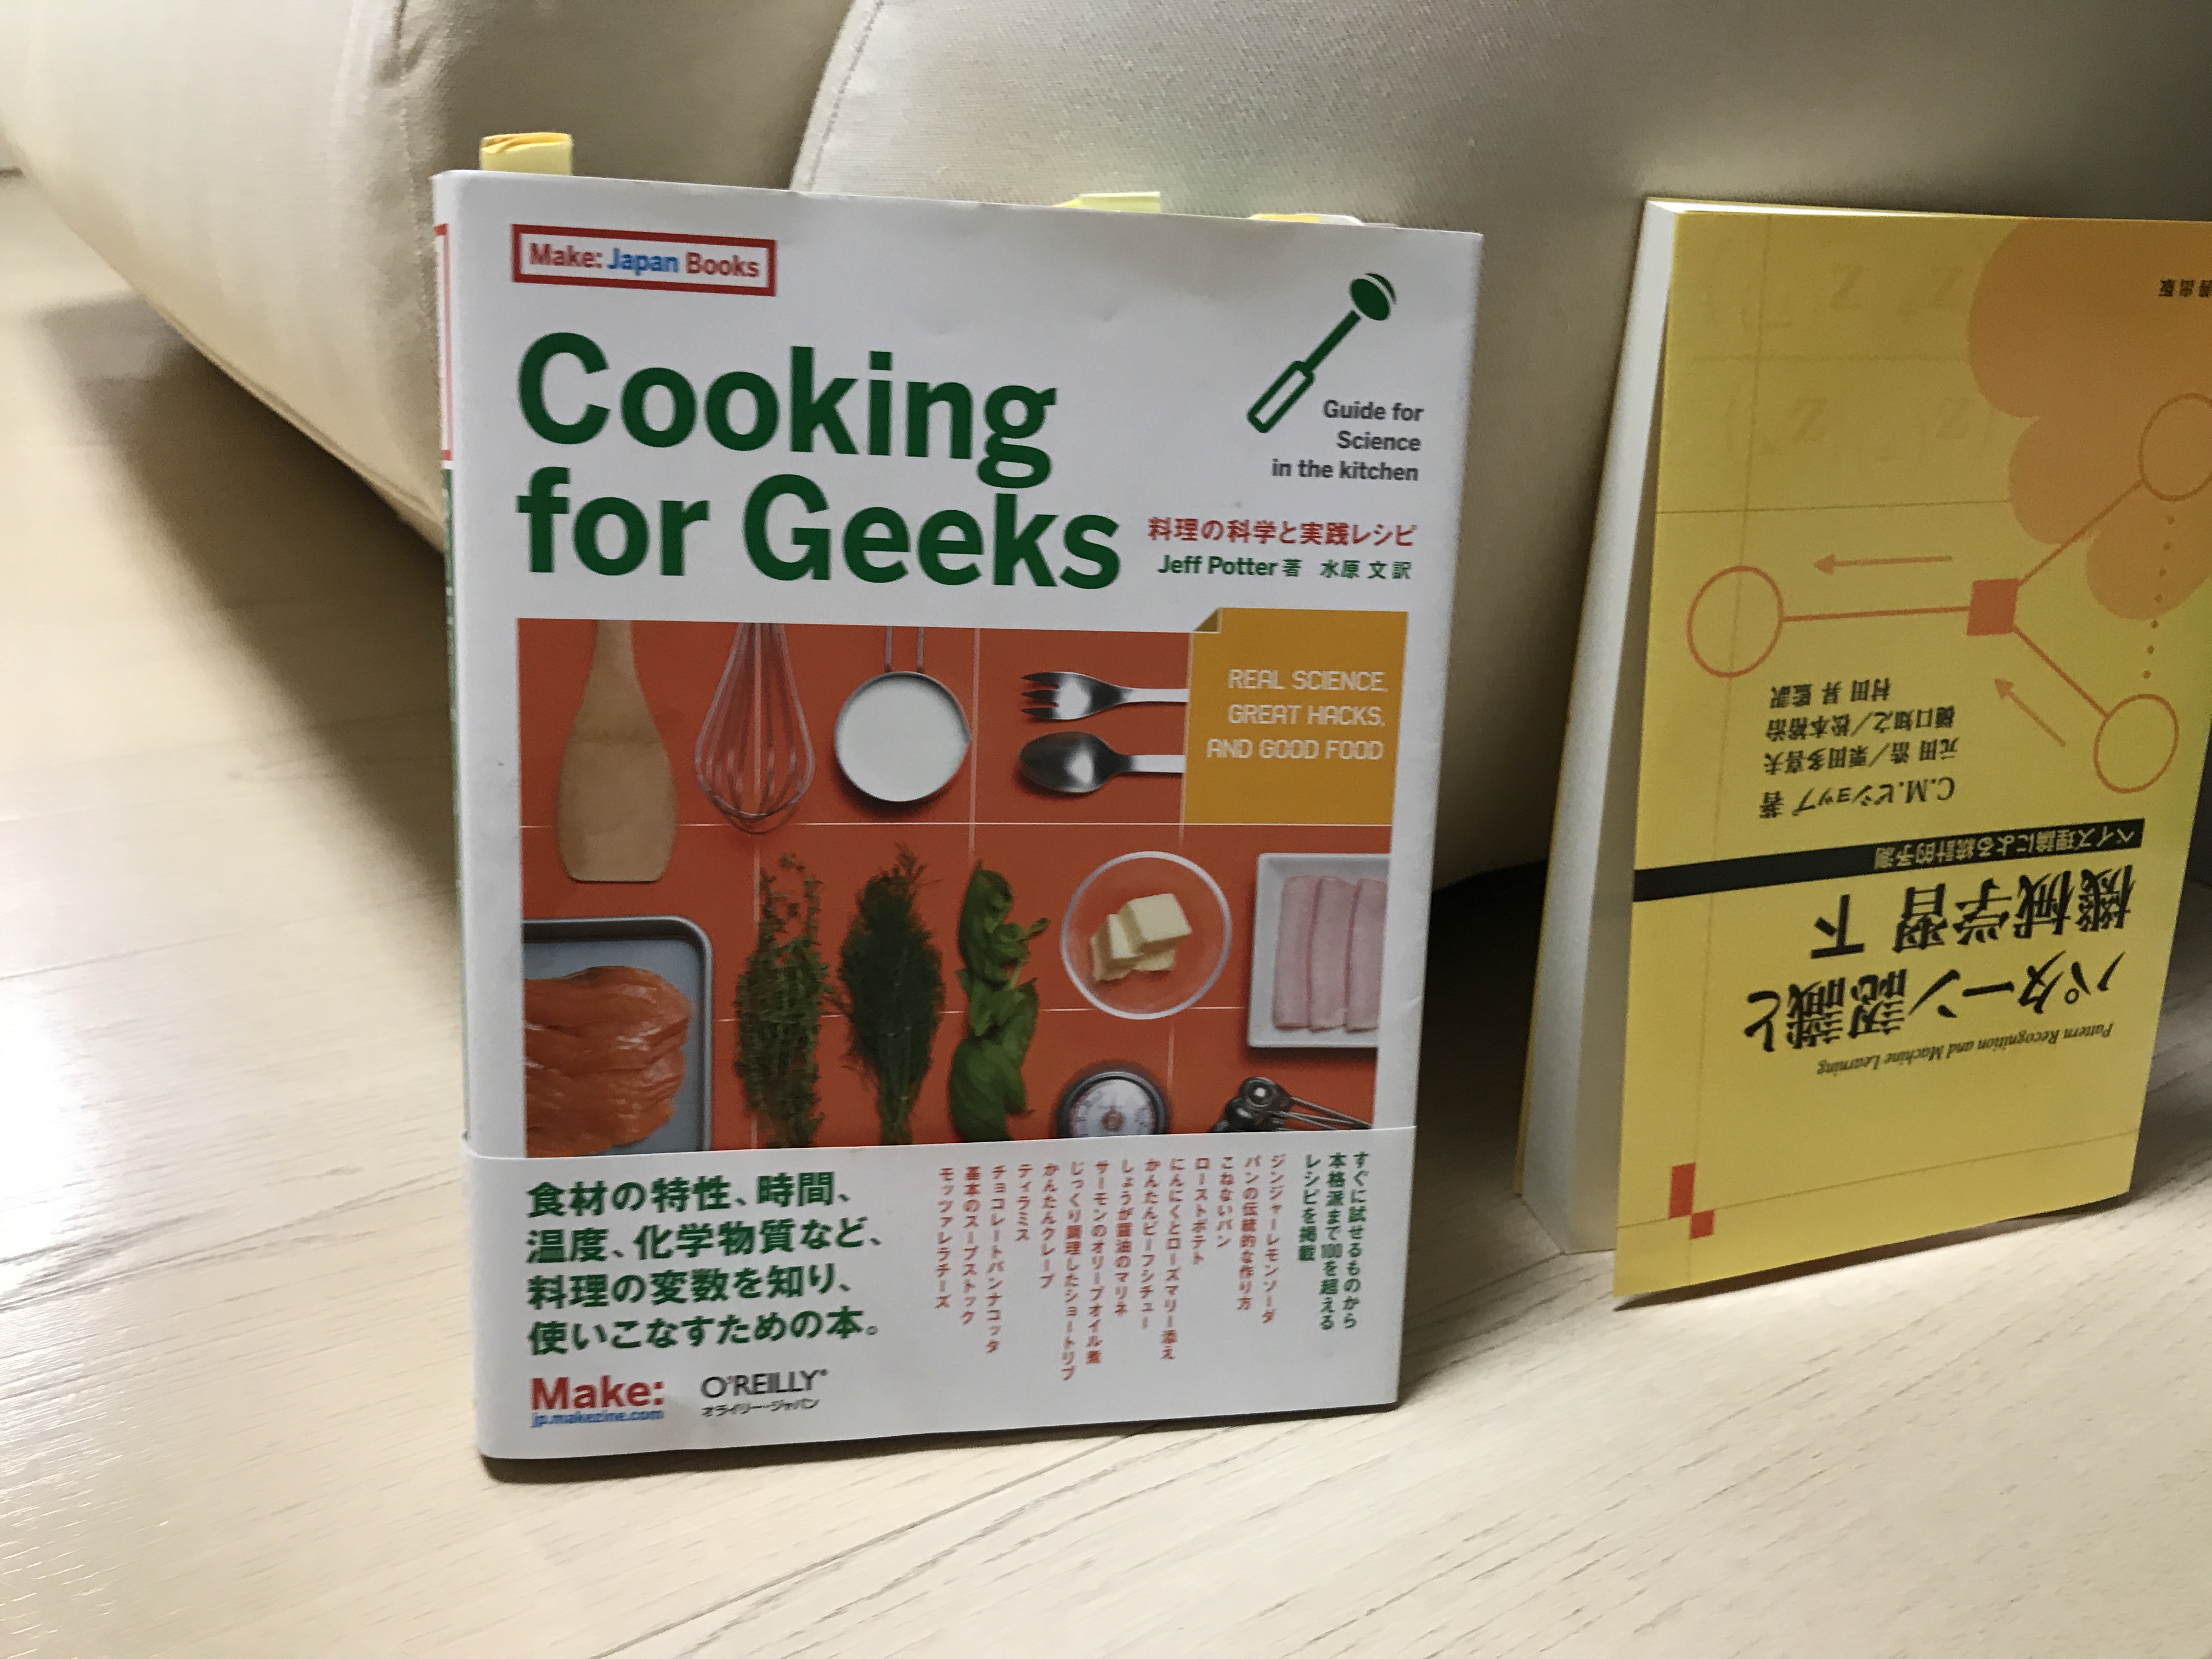 Make: Japan Books
Cooking
for Geeks
Guide for
Science
in the kitchen
料理の科学と実践レシピ
Jeff Potter 著 水原 文 訳
REAL SCIENCE,
GREAT HACKS,
AND GOOD FOOD
食材の特性、時間、
温度、化学物質など、
料理の変数を知り、
使いこなすための本。
すぐに試せるものから
本格派まで100を超える
レシピを掲載
ジンジャーレモンソーダ
パンの伝統的な作り方
こねないパン
ローストポテト
にんにくとローズマリー添え
かんたんビーフシチュー
しょうが醤油のマリネ
サーモンのオリーブオイル煮
じっくり調理したショートリブ
かんたんクレープ
ティラミス
チョコレートパンナコッタ
基本のスープストック
モッツァレラチーズ
Make:
jp.makezine.com
O'REILLY®
オライリー・ジャパン
Pattern Recognition and Machine Learning
パターン認識と
機械学習 下
ベイズ理論による統計的予測
C.M.ビショップ 著
元田 浩／栗田多喜夫
樋口知之／松本裕治
村田 昇 監訳
善出版